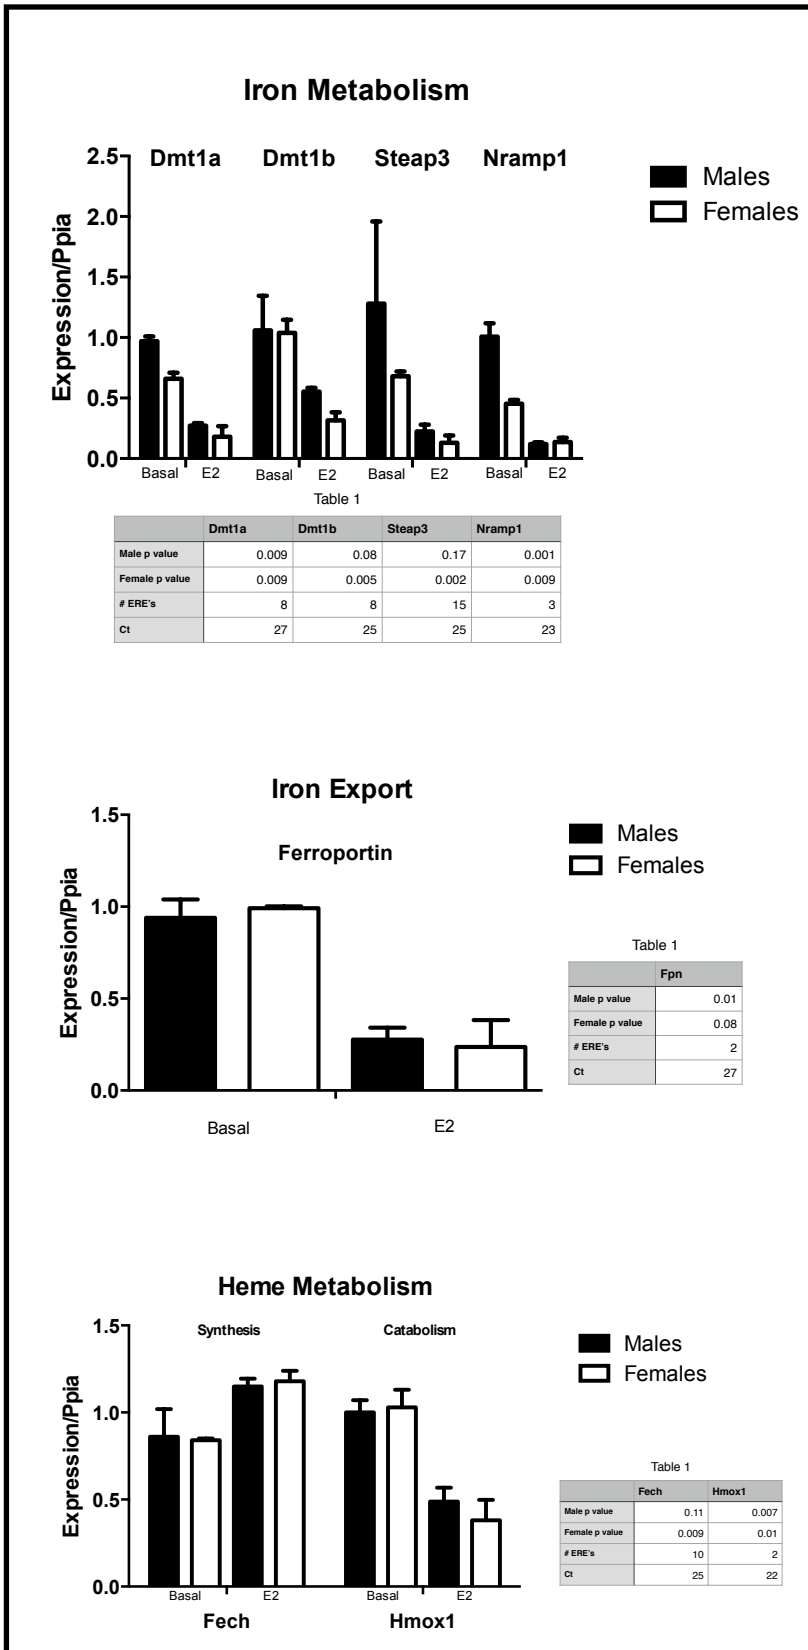 Iron Metabolism
Dmt1a Dmt1b Steap3 Nramp1
Males
Females
Expression/Ppia
2.5
2.0
1.5
1.0
0.5
0.0
Basal E2 Basal E2 Basal E2 Basal E2
Table 1
Dmt1a Dmt1b Steap3 Nramp1
Male p value 0.009 0.08 0.17 0.001
Female p value 0.009 0.005 0.002 0.009
# ERE's 8 8 15 3
Ct 27 25 25 23
Iron Export
Ferroportin
Males
Females
Expression/Ppia
1.5
1.0
0.5
0.0
Basal E2
Table 1
Fpn
Male p value 0.01
Female p value 0.08
# ERE's 2
Ct 27
Heme Metabolism
Synthesis Catabolism
Males
Females
Expression/Ppia
1.5
1.0
0.5
0.0
Basal E2 Basal E2
Fech Hmox1
Table 1
Fech Hmox1
Male p value 0.11 0.007
Female p value 0.009 0.01
# ERE's 10 2
Ct 25 22